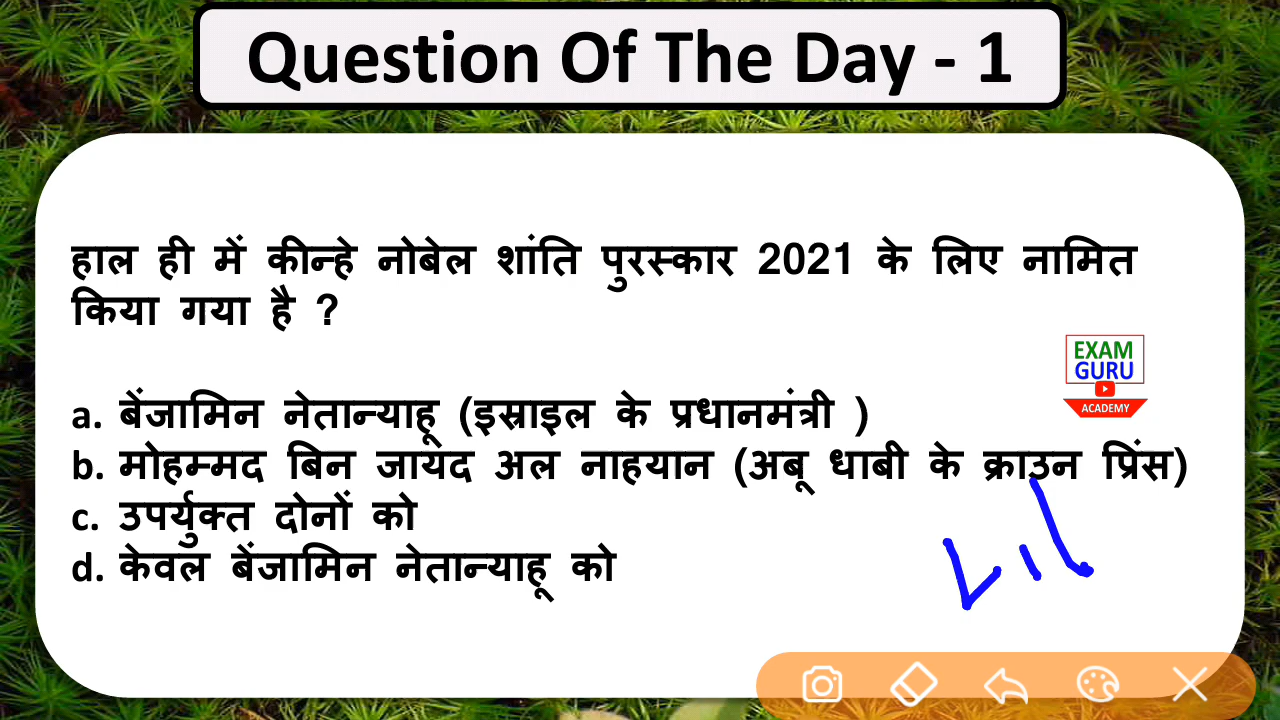 Question Of The Day - 1
हाल ही में कीन्हे नोबेल शांति पुरस्कार 2021 के लिए नामित
किया गया है ?
EXAM
GURU
ACADEMY
a. बेंजामिन नेतान्याहू (इस्राइल के प्रधानमंत्री )
b. मोहम्मद बिन जायद अल नाहयान (अबू धाबी के क्राउन प्रिंस)
c. उपर्युक्त दोनों को
d. केवल बेंजामिन नेतान्याहू को